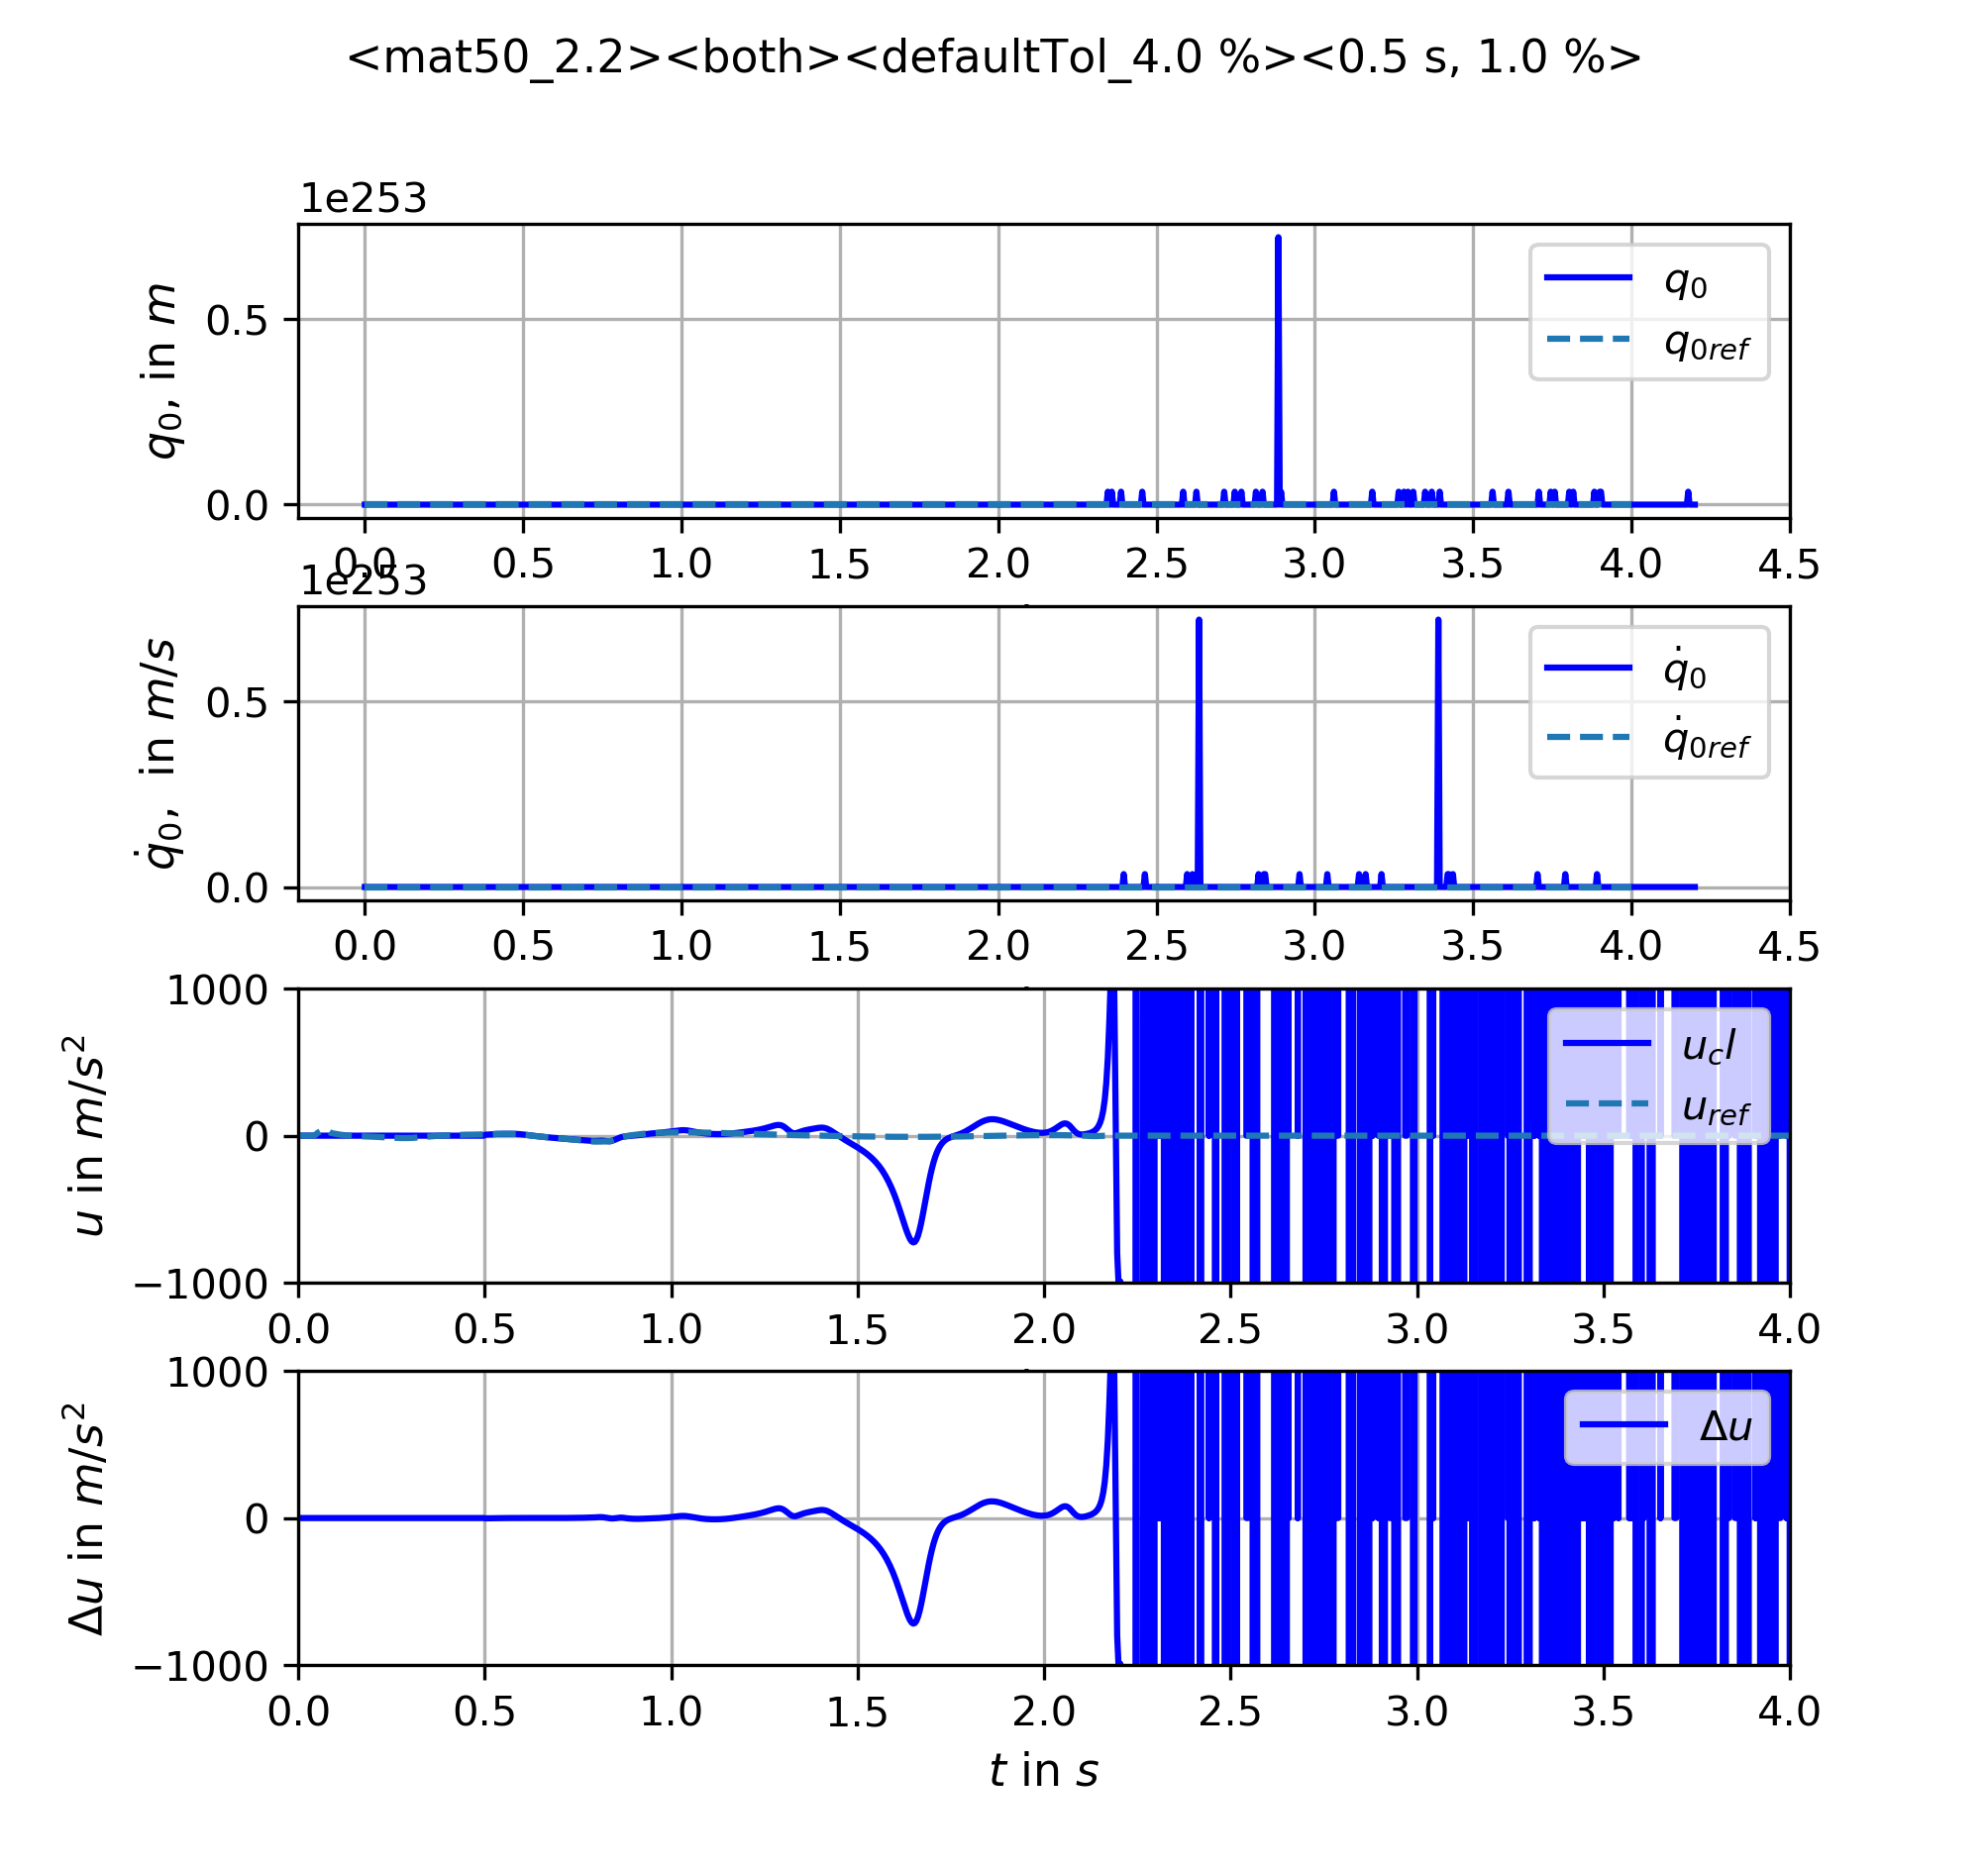 <mat50_2.2><both><defaultTol_4.0 %><0.5 s, 1.0 %>
1e253
q₀, in m
0.5
0.0
q₀
q₀ref
0.0 0.5 1.0 1.5 2.0 2.5 3.0 3.5 4.0 4.5
1e253
q̇₀, in m/s
0.5
0.0
q̇₀
q̇₀ref
0.0 0.5 1.0 1.5 2.0 2.5 3.0 3.5 4.0 4.5
u in m/s²
1000
0
−1000
u_cl
u_ref
0.0 0.5 1.0 1.5 2.0 2.5 3.0 3.5 4.0
Δu in m/s²
1000
0
−1000
Δu
0.0 0.5 1.0 1.5 2.0 2.5 3.0 3.5 4.0
t in s